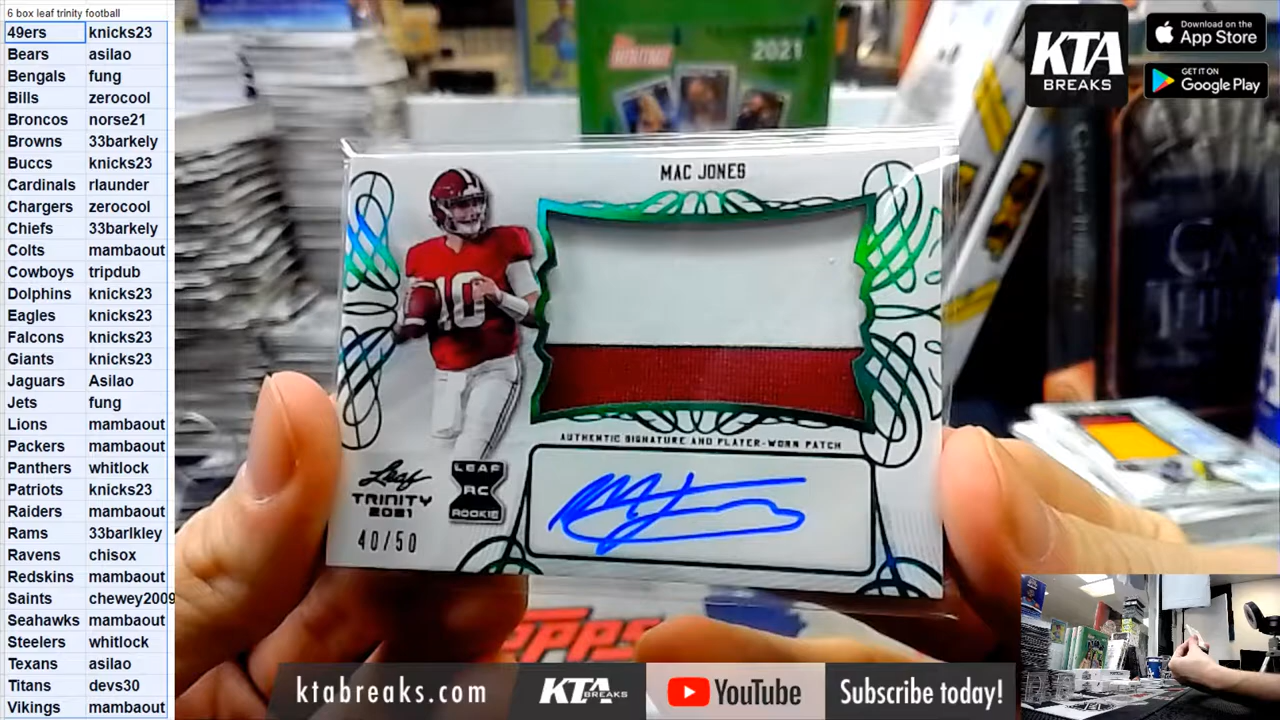 6 box leaf trinity football
49ers knicks23
Bears asilao
Bengals fung
Bills zerocool
Broncos norse21
Browns 33barkely
Buccs knicks23
Cardinals rlaunder
Chargers zerocool
Chiefs 33barkely
Colts mambaout
Cowboys tripdub
Dolphins knicks23
Eagles knicks23
Falcons knicks23
Giants knicks23
Jaguars Asilao
Jets fung
Lions mambaout
Packers mambaout
Panthers whitlock
Patriots knicks23
Raiders mambaout
Rams 33barlkley
Ravens chisox
Redskins mambaout
Saints chewey2009
Seahawks mambaout
Steelers whitlock
Texans asilao
Titans devs30
Vikings mambaout
2021
KTA
BREAKS
Download on the
App Store
GET IT ON
Google Play
MAC JONES
10
AUTHENTIC SIGNATURE AND PLAYER-WORN PATCH
Leaf
TRINITY
2021
LEAF
RC
ROOKIE
40/50
TOPPS
ktabreaks.com
KTA
BREAKS
YouTube
Subscribe today!